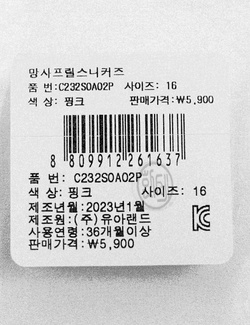 망사프릴스니커즈
품 번: C232SOA02P 사이즈: 16
색 상: 핑크 판매가격: ₩5,900
8 809912 261637
품 번: C232SOA02P
색 상: 핑크 사이즈: 16
제조년월: 2023년1월
제조원: (주)유아랜드
사용연령: 36개월이상
판매가격: ₩5,900